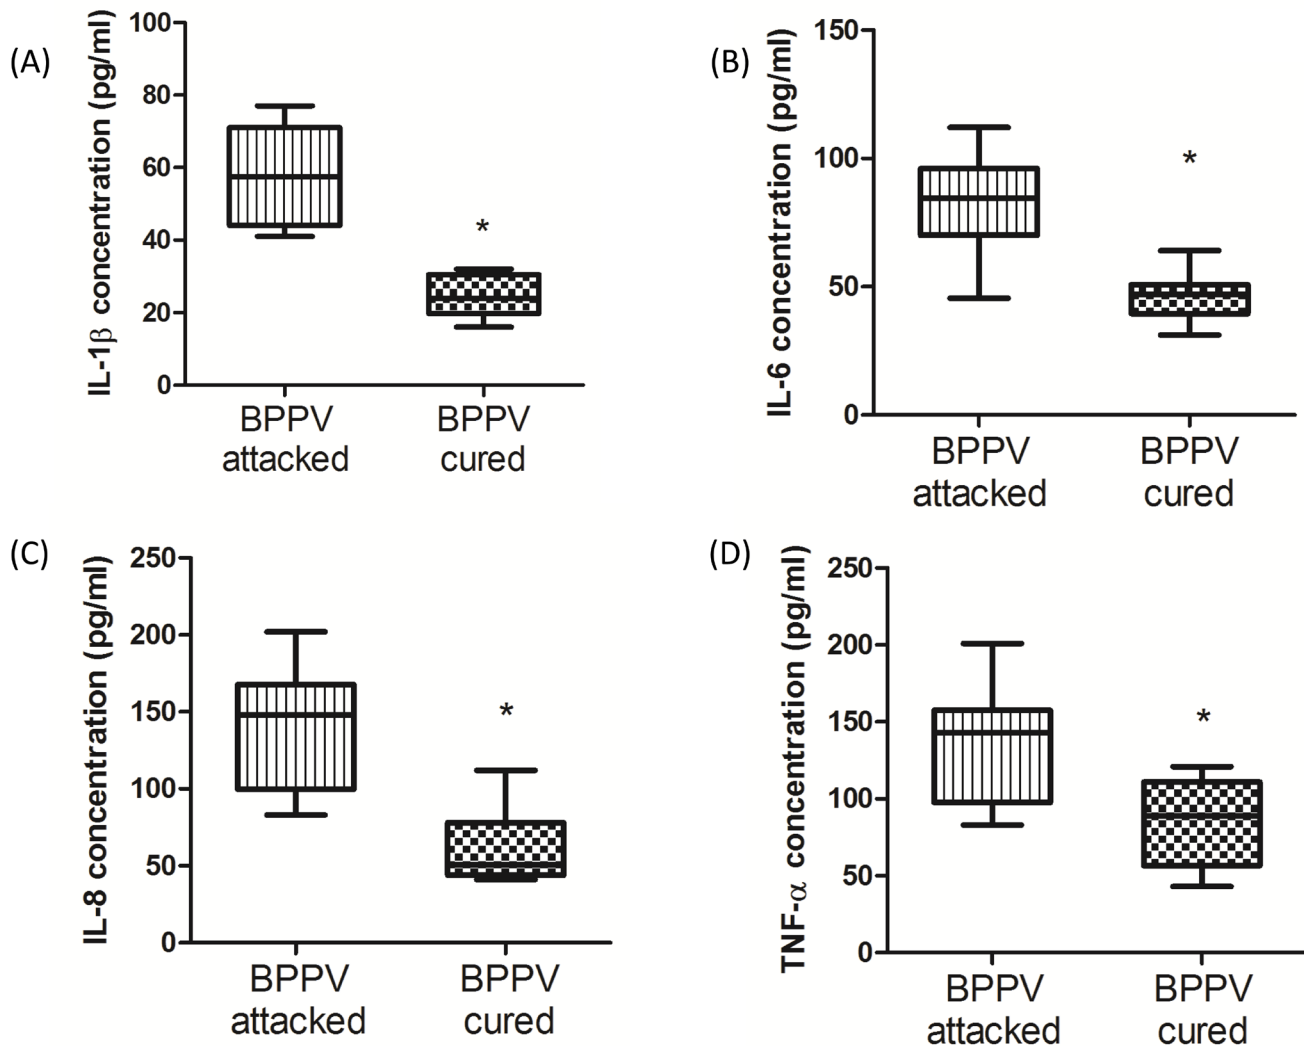 (A)
IL-1β concentration (pg/ml)
100
80
60
40
20
0
*
BPPV
attacked
BPPV
cured
(B)
IL-6 concentration (pg/ml)
150
100
50
0
*
BPPV
attacked
BPPV
cured
(C)
IL-8 concentration (pg/ml)
250
200
150
100
50
0
*
BPPV
attacked
BPPV
cured
(D)
TNF-α concentration (pg/ml)
250
200
150
100
50
0
*
BPPV
attacked
BPPV
cured